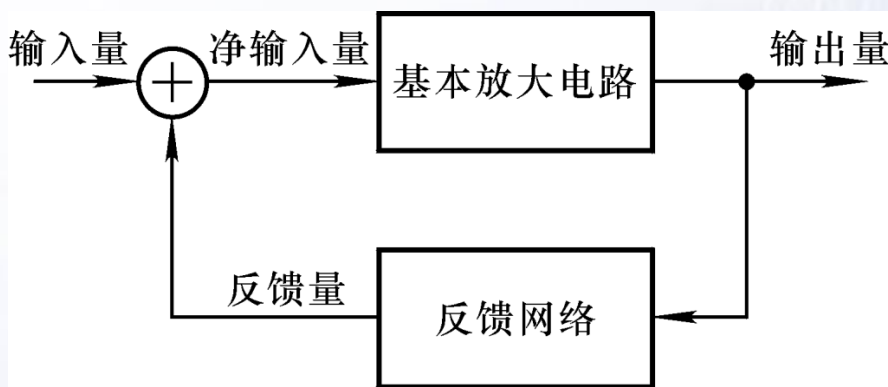 输入量
净输入量
基本放大电路
输出量
反馈量
反馈网络